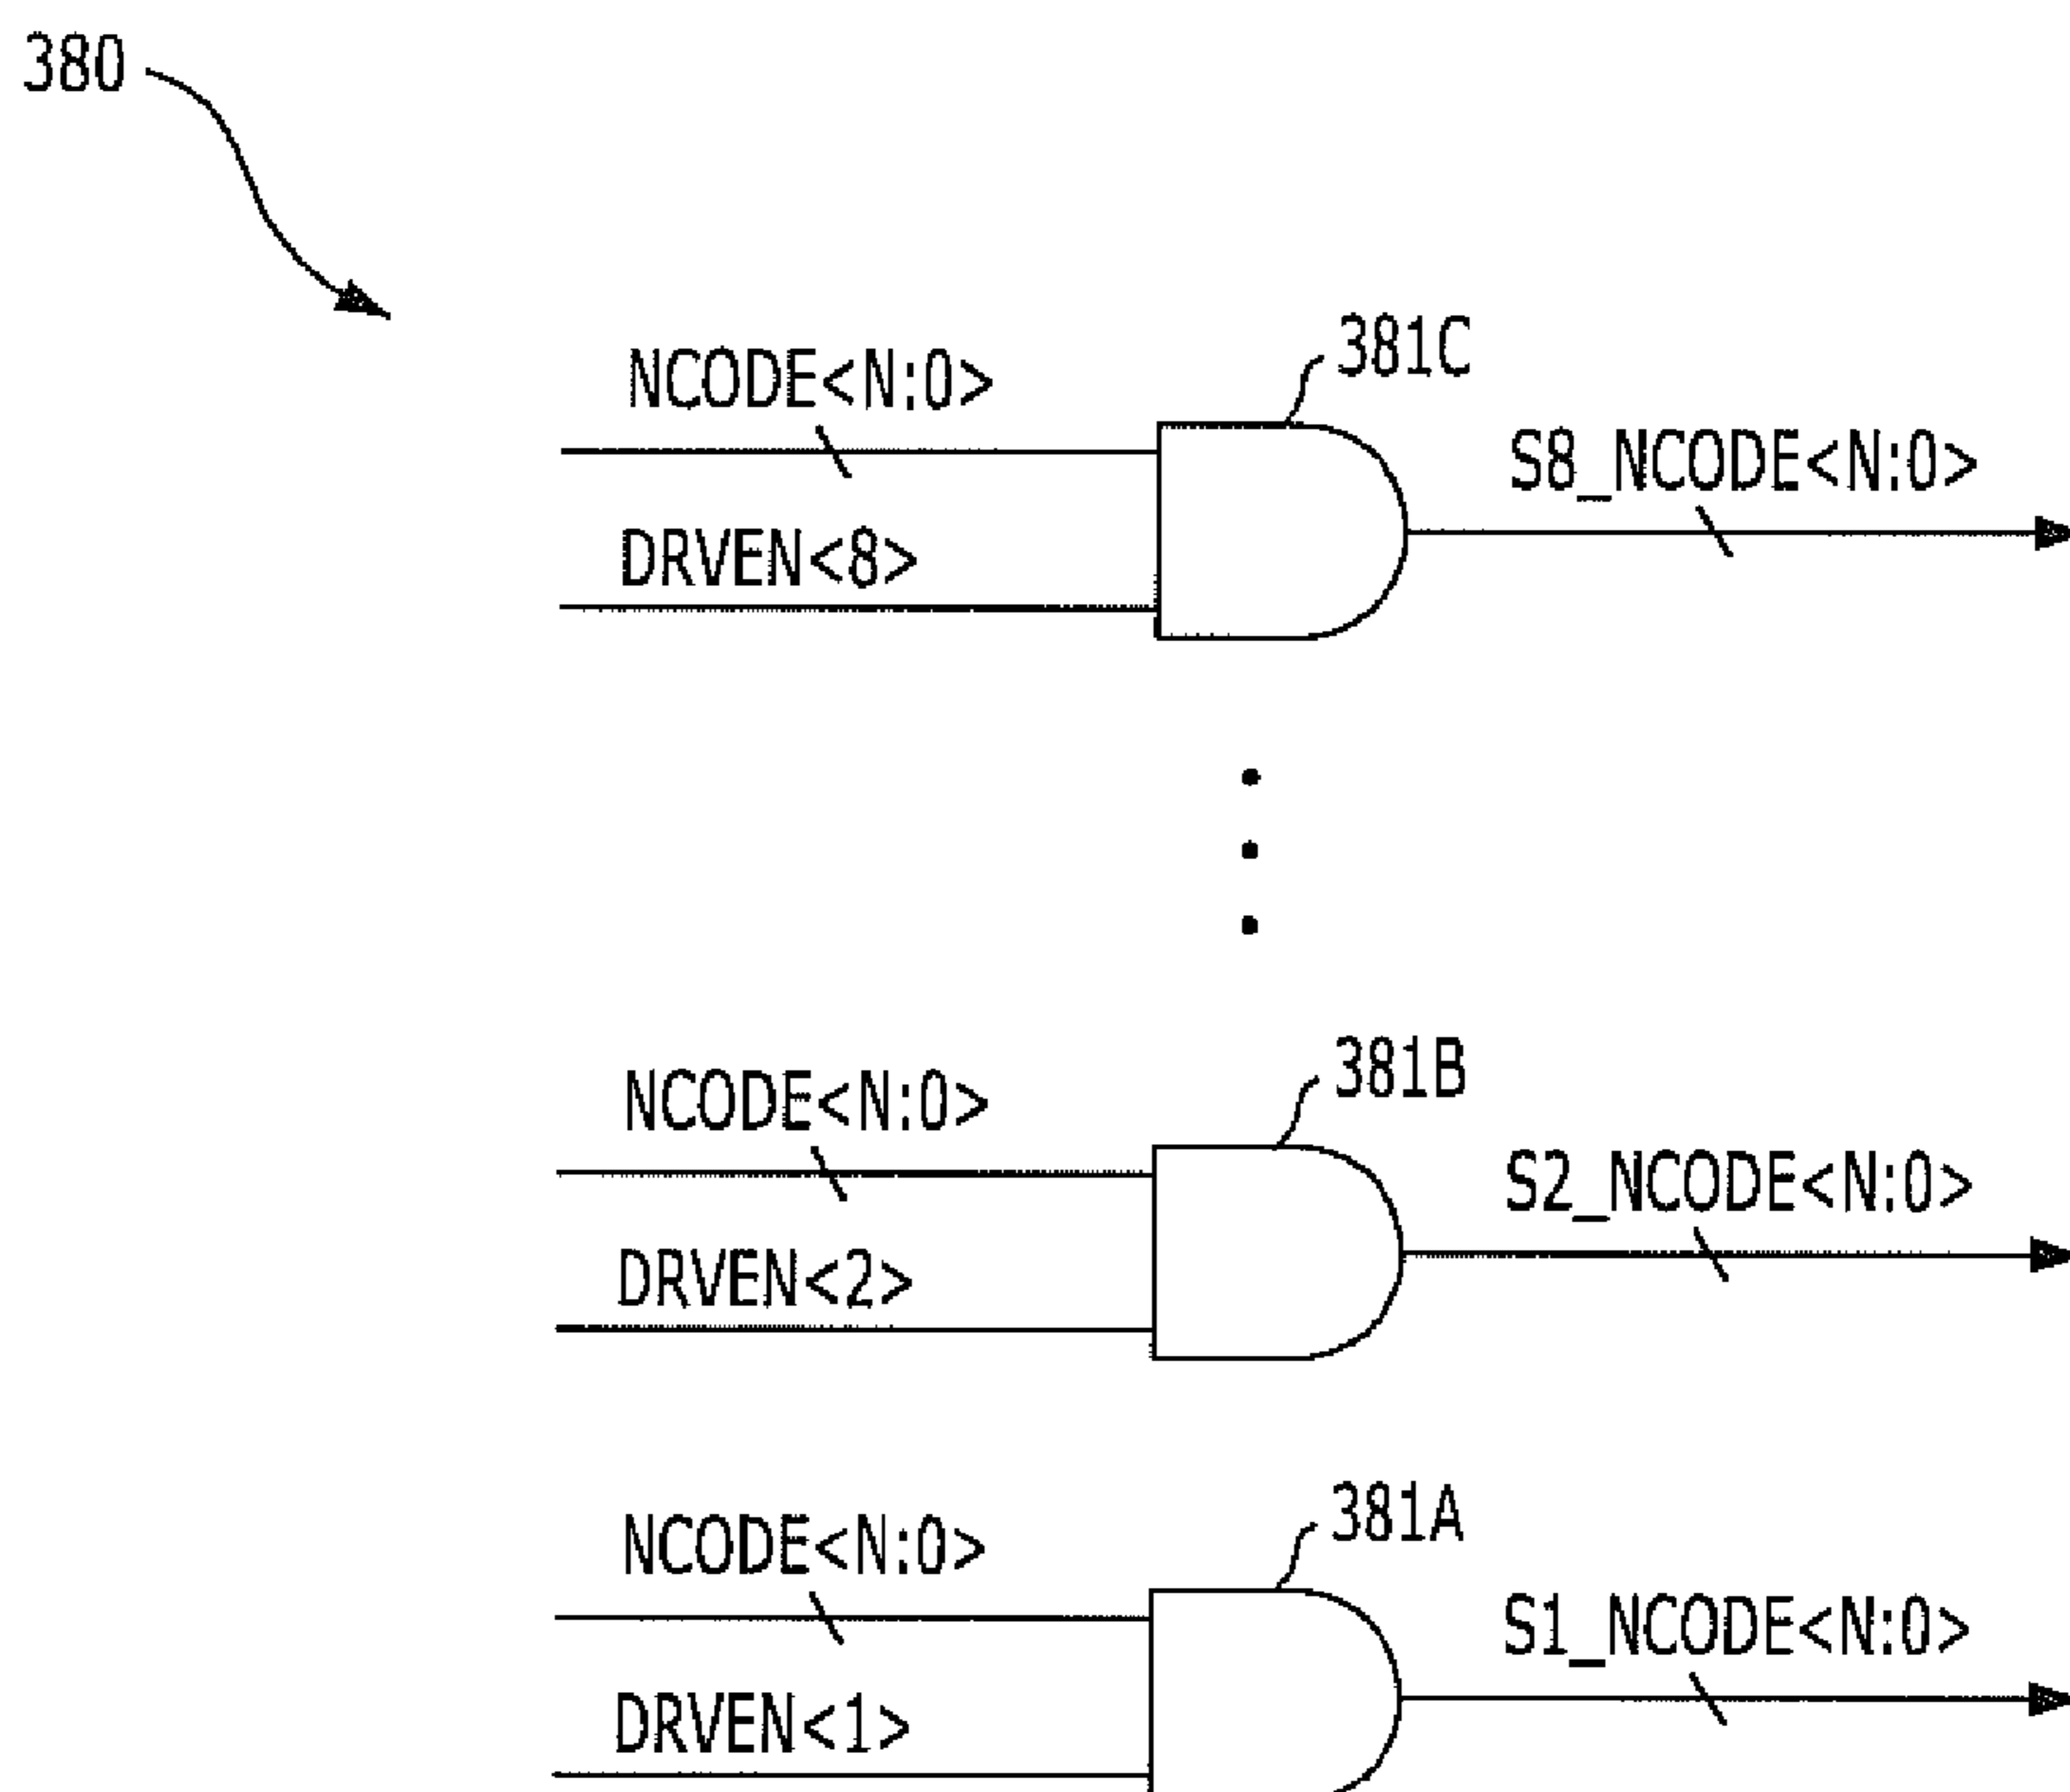 380
381C
NCODE<N:0>
S8_NCODE<N:0>
DRVEN<8>
381B
NCODE<N:0>
S2_NCODE<N:0>
DRVEN<2>
381A
NCODE<N:0>
S1_NCODE<N:0>
DRVEN<1>